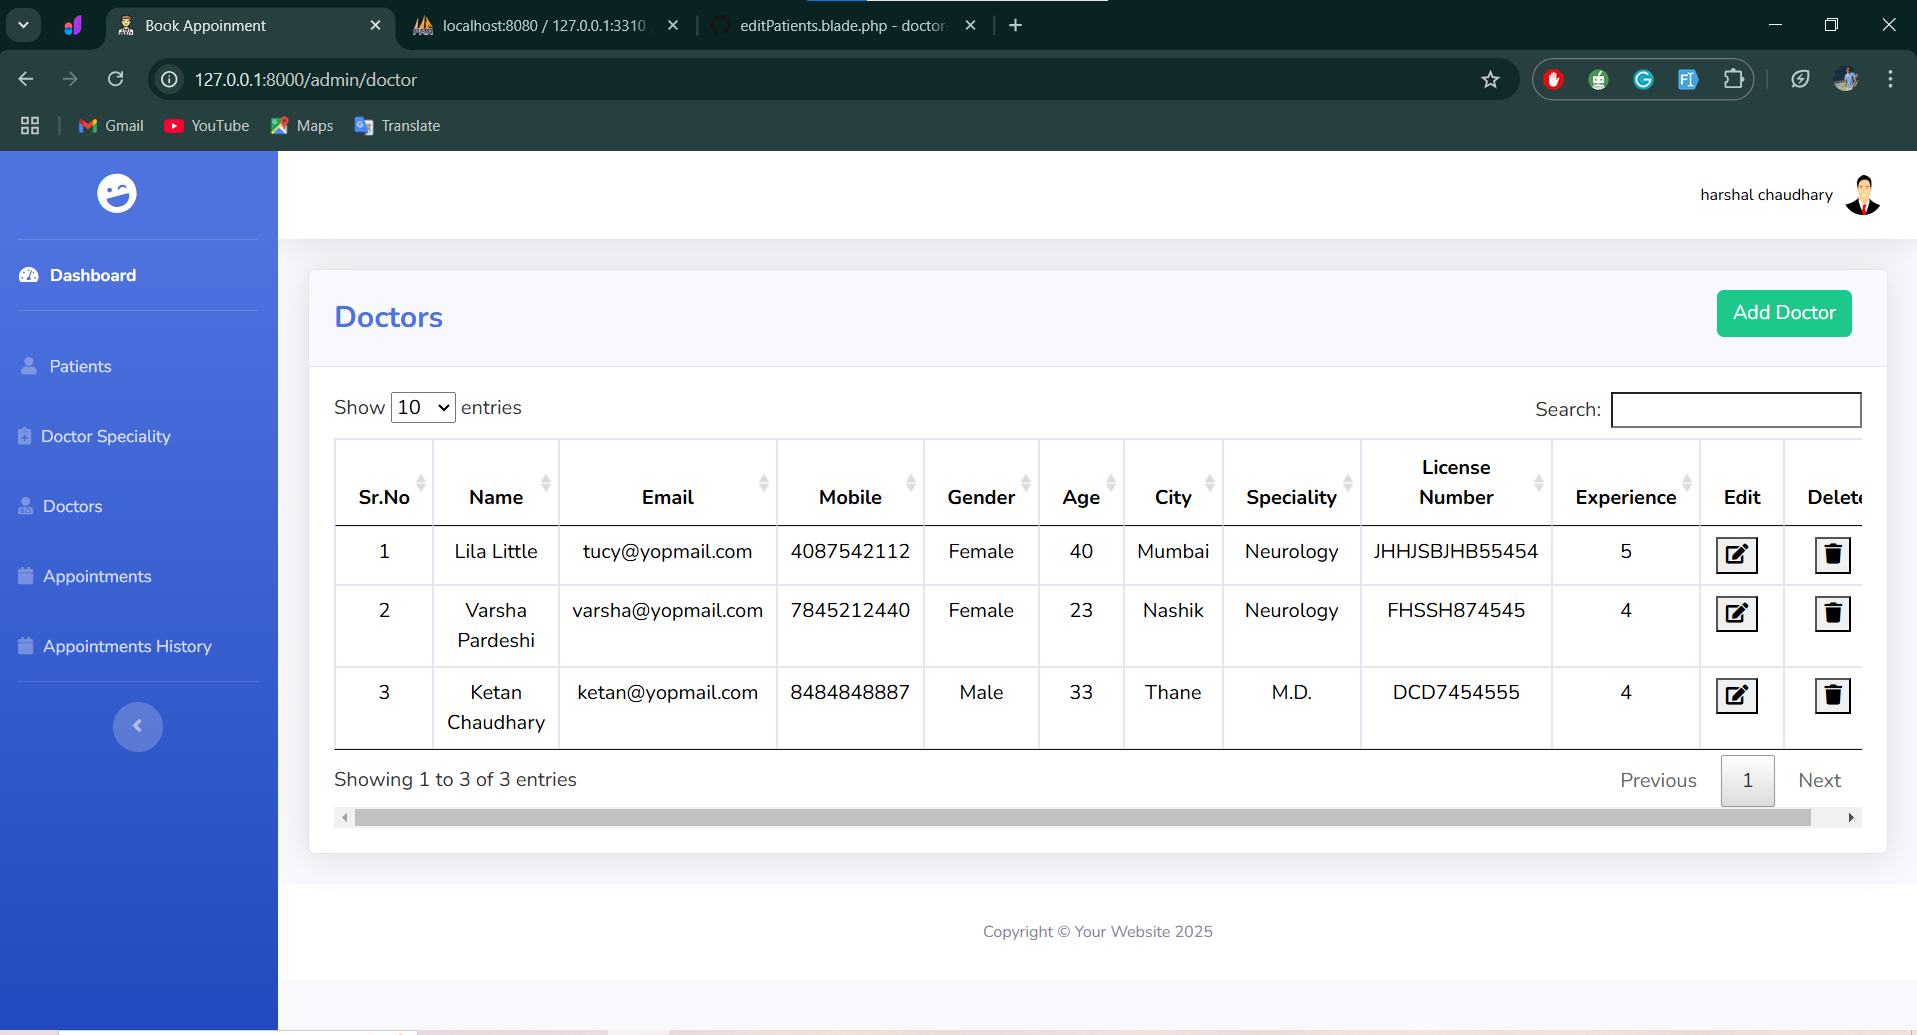 Book Appoinment
localhost:8080 / 127.0.0.1:3310
editPatients.blade.php - doctor-
127.0.0.1:8000/admin/doctor
Gmail
YouTube
Maps
Translate
harshal chaudhary
Dashboard
Patients
Doctor Speciality
Doctors
Appointments
Appointments History
Doctors
Add Doctor
Show 10 entries
Search:
Sr.No Name Email Mobile Gender Age City Speciality License Number Experience Edit Delete
1 Lila Little tucy@yopmail.com 4087542112 Female 40 Mumbai Neurology JHHJSBJHB55454 5
2 Varsha Pardeshi varsha@yopmail.com 7845212440 Female 23 Nashik Neurology FHSSH874545 4
3 Ketan Chaudhary ketan@yopmail.com 8484848887 Male 33 Thane M.D. DCD7454555 4
Showing 1 to 3 of 3 entries
Previous 1 Next
Copyright © Your Website 2025